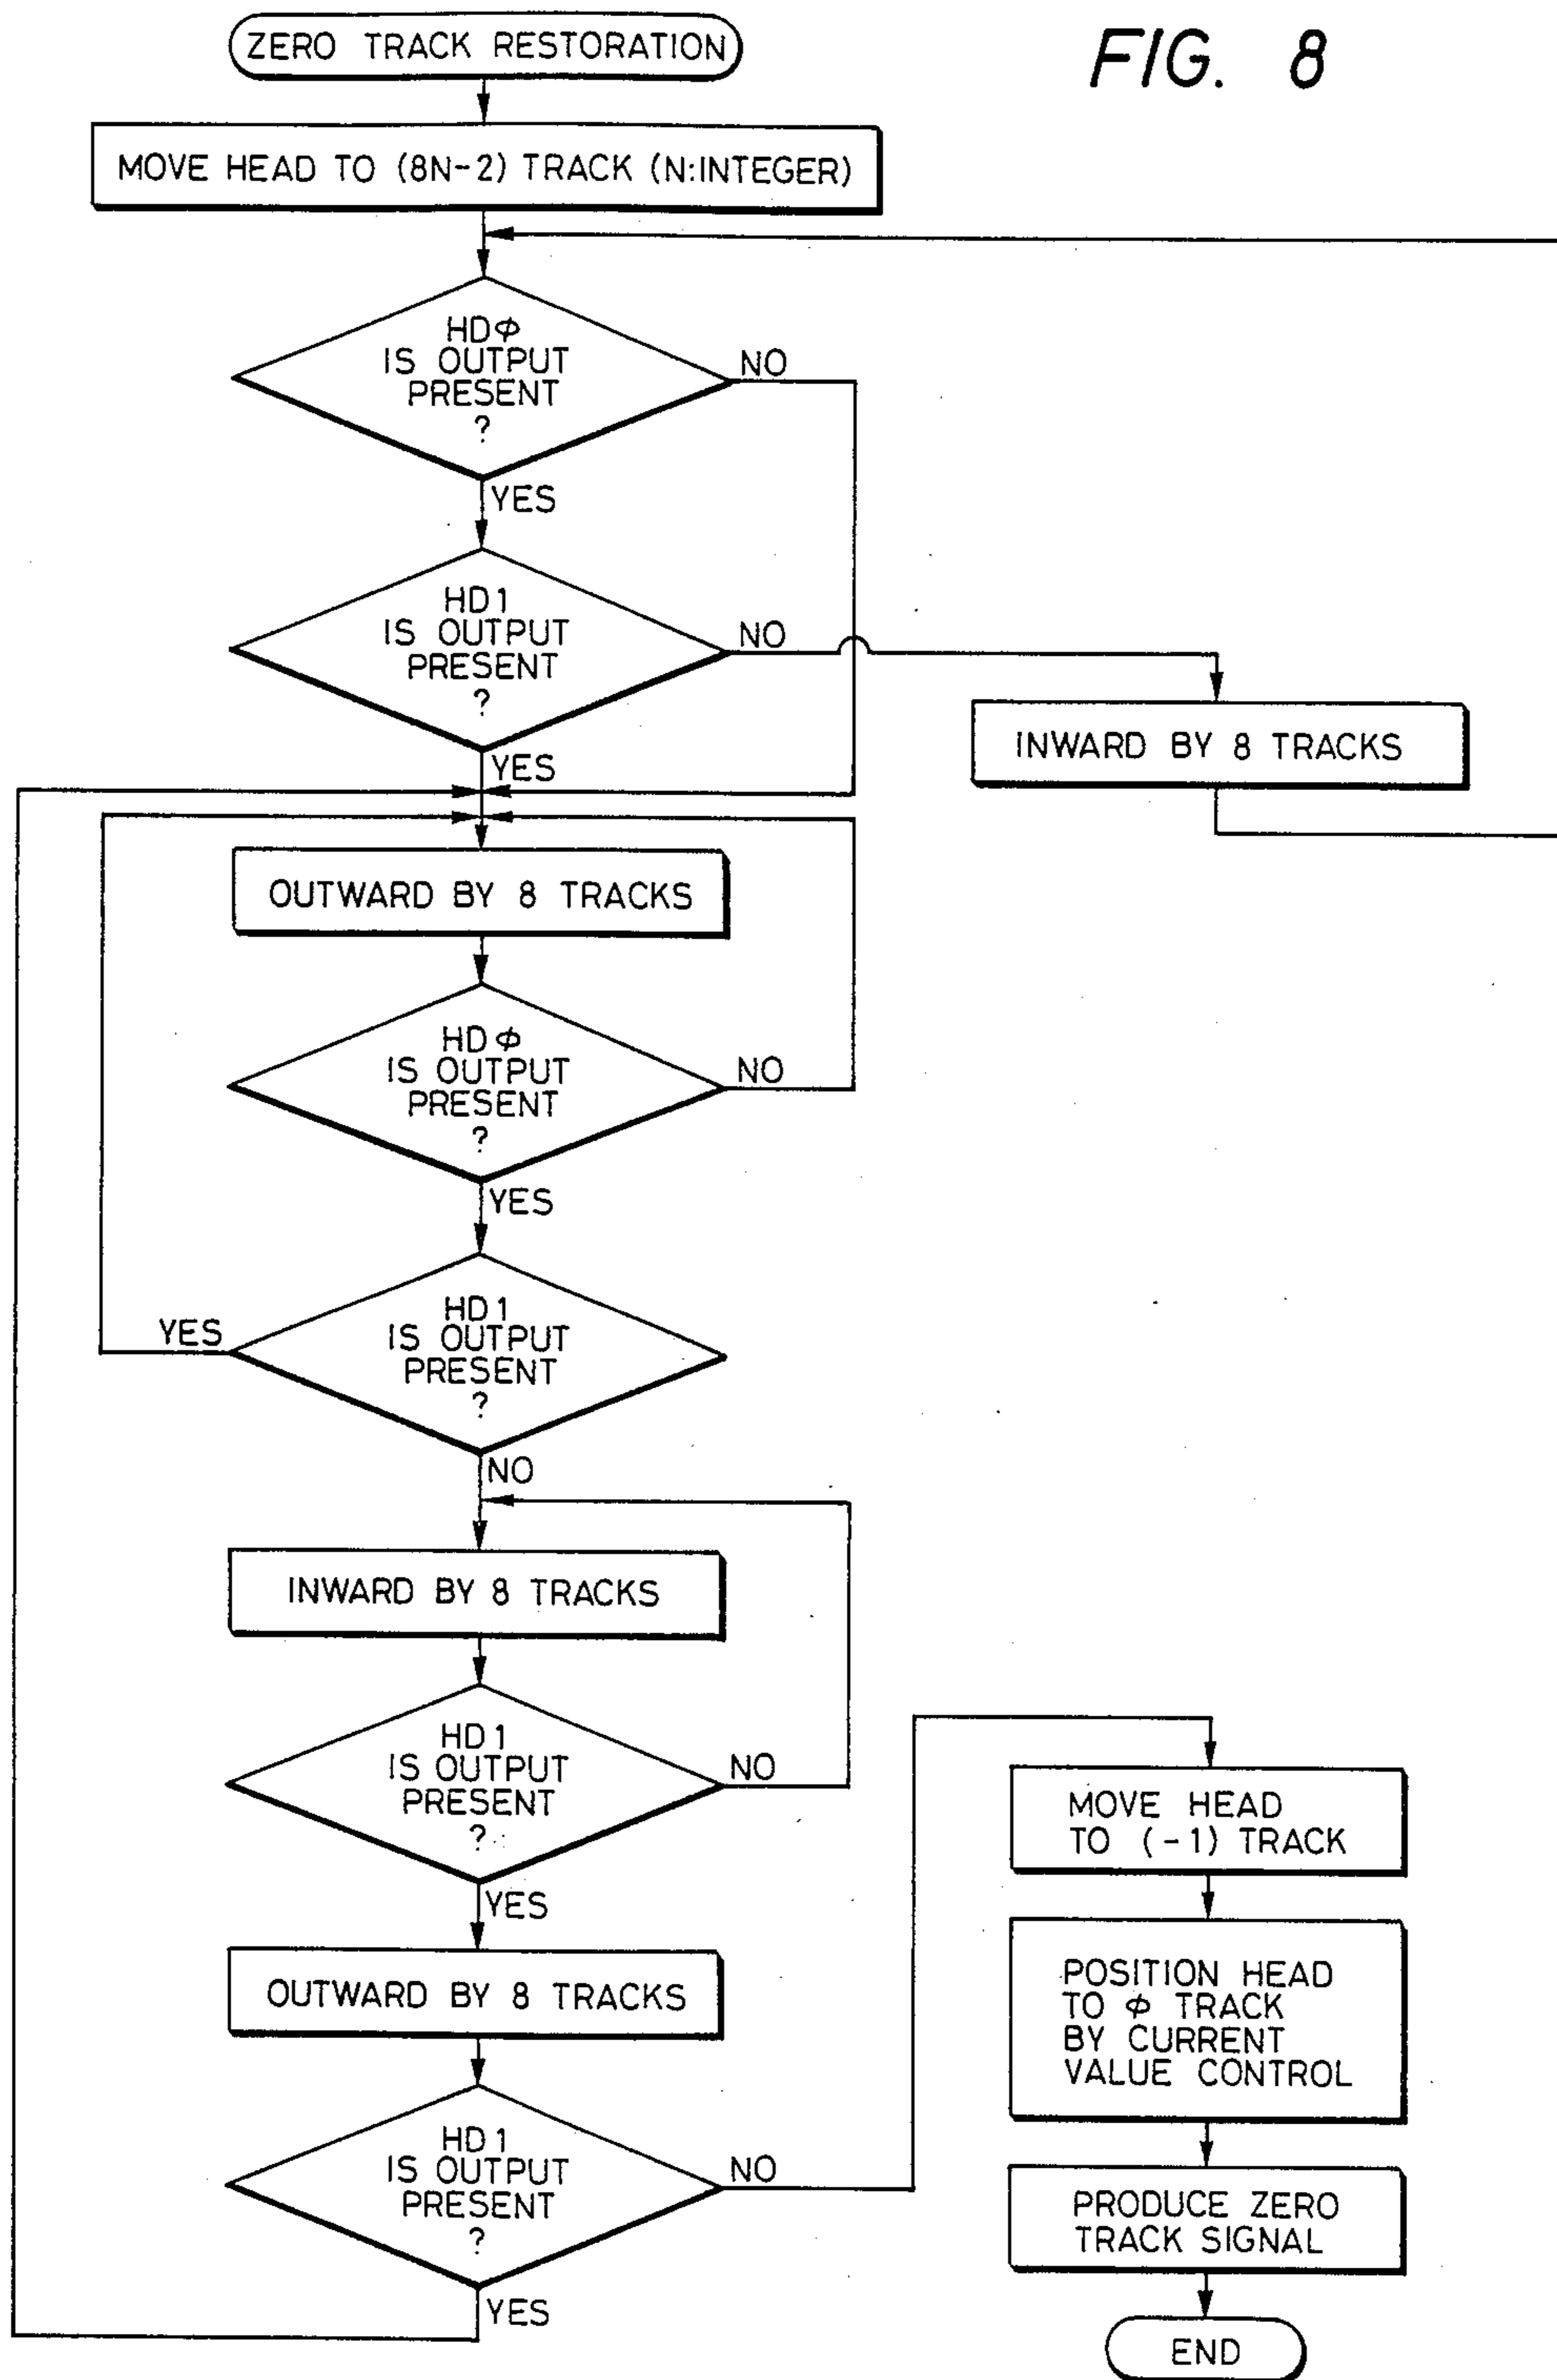 FIG. 8
ZERO TRACK RESTORATION
MOVE HEAD TO (8N-2) TRACK (N:INTEGER)
HDϕ
IS OUTPUT
PRESENT
?
NO
YES
HD1
IS OUTPUT
PRESENT
?
NO
INWARD BY 8 TRACKS
YES
OUTWARD BY 8 TRACKS
HDϕ
IS OUTPUT
PRESENT
?
NO
YES
HD1
IS OUTPUT
PRESENT
?
YES
NO
INWARD BY 8 TRACKS
HD1
IS OUTPUT
PRESENT
?
NO
YES
OUTWARD BY 8 TRACKS
HD1
IS OUTPUT
PRESENT
?
NO
YES
MOVE HEAD
TO (-1) TRACK
POSITION HEAD
TO ϕ TRACK
BY CURRENT
VALUE CONTROL
PRODUCE ZERO
TRACK SIGNAL
END